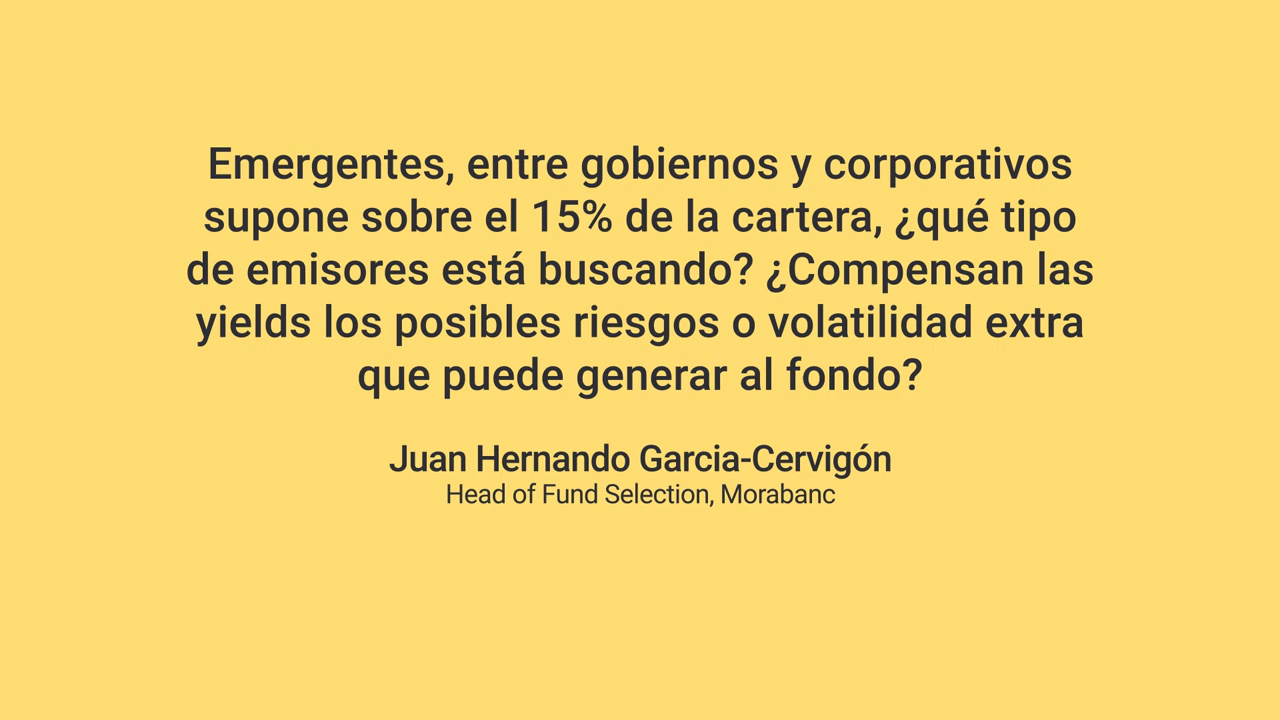 Emergentes, entre gobiernos y corporativos
supone sobre el 15% de la cartera, ¿qué tipo
de emisores está buscando? ¿Compensan las
yields los posibles riesgos o volatilidad extra
que puede generar al fondo?
Juan Hernando Garcia-Cervigón
Head of Fund Selection, Morabanc